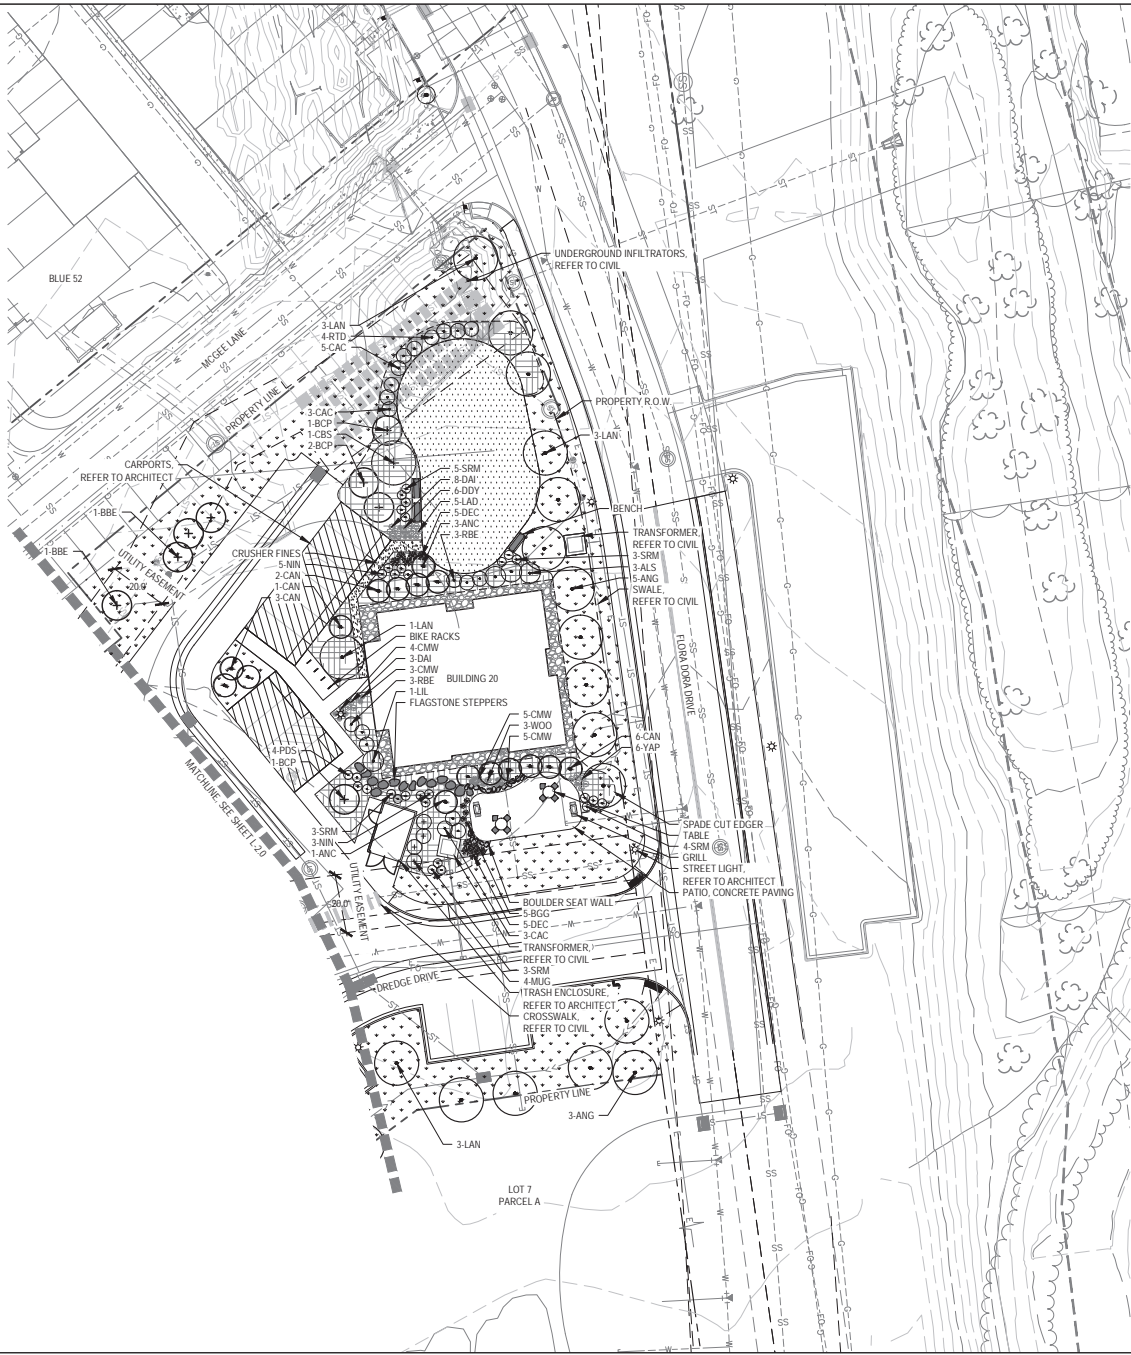 UNDERGROUND INFILTRATORS,
REFER TO CIVIL
BLUE 52
MCGEE LANE
3-LAN
4-RTD
5-CAC
PROPERTY LINE
PROPERTY R.O.W.
3-CAC
1-BCP
1-CBS
2-BCP
3-LAN
CARPORTS,
REFER TO ARCHITECT
5-SRM
8-DAI
6-DDY
5-LAD
5-DEC
3-ANC
3-RBE
1-BBE
BENCH
TRANSFORMER,
REFER TO CIVIL
3-SRM
3-ALS
5-ANG
SWALE,
REFER TO CIVIL
1-BBE
UTILITY EASEMENT
20.0'
CRUSHER FINES
5-NIN
2-CAN
1-CAN
3-CAN
1-LAN
BIKE RACKS
4-CMW
3-DAI
3-CMW
3-RBE
1-LIL
FLAGSTONE STEPPERS
BUILDING 20
FLORA DORA DRIVE
5-CMW
3-WOO
5-CMW
6-CAN
6-YAP
4-PDS
1-BCP
MATCHLINE, SEE SHEET L-2.0
3-SRM
3-NIN
1-ANC
SPADE CUT EDGER
TABLE
4-SRM
GRILL
STREET LIGHT,
REFER TO ARCHITECT
PATIO, CONCRETE PAVING
UTILITY EASEMENT
20.0'
BOULDER SEAT WALL
5-BGG
5-DEC
3-CAC
TRANSFORMER,
REFER TO CIVIL
3-SRM
4-MUG
TRASH ENCLOSURE,
REFER TO ARCHITECT
CROSSWALK,
REFER TO CIVIL
DREDGE DRIVE
PROPERTY LINE
3-ANG
3-LAN
LOT 7
PARCEL A